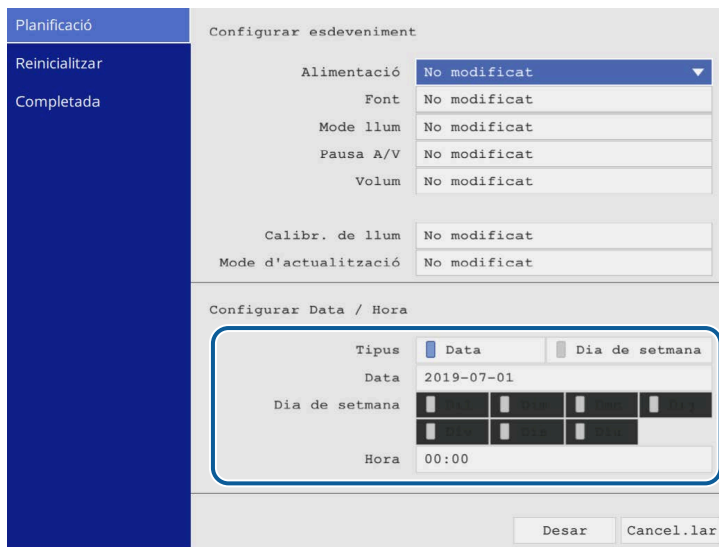 Planificació
Reinicialitzar
Completada
Configurar esdeveniment
Alimentació No modificat
Font No modificat
Mode llum No modificat
Pausa A/V No modificat
Volum No modificat
Calibr. de llum No modificat
Mode d'actualització No modificat
Configurar Data / Hora
Tipus Data Dia de setmana
Data 2019-07-01
Dia de setmana
Hora 00:00
Desar Cancel.lar